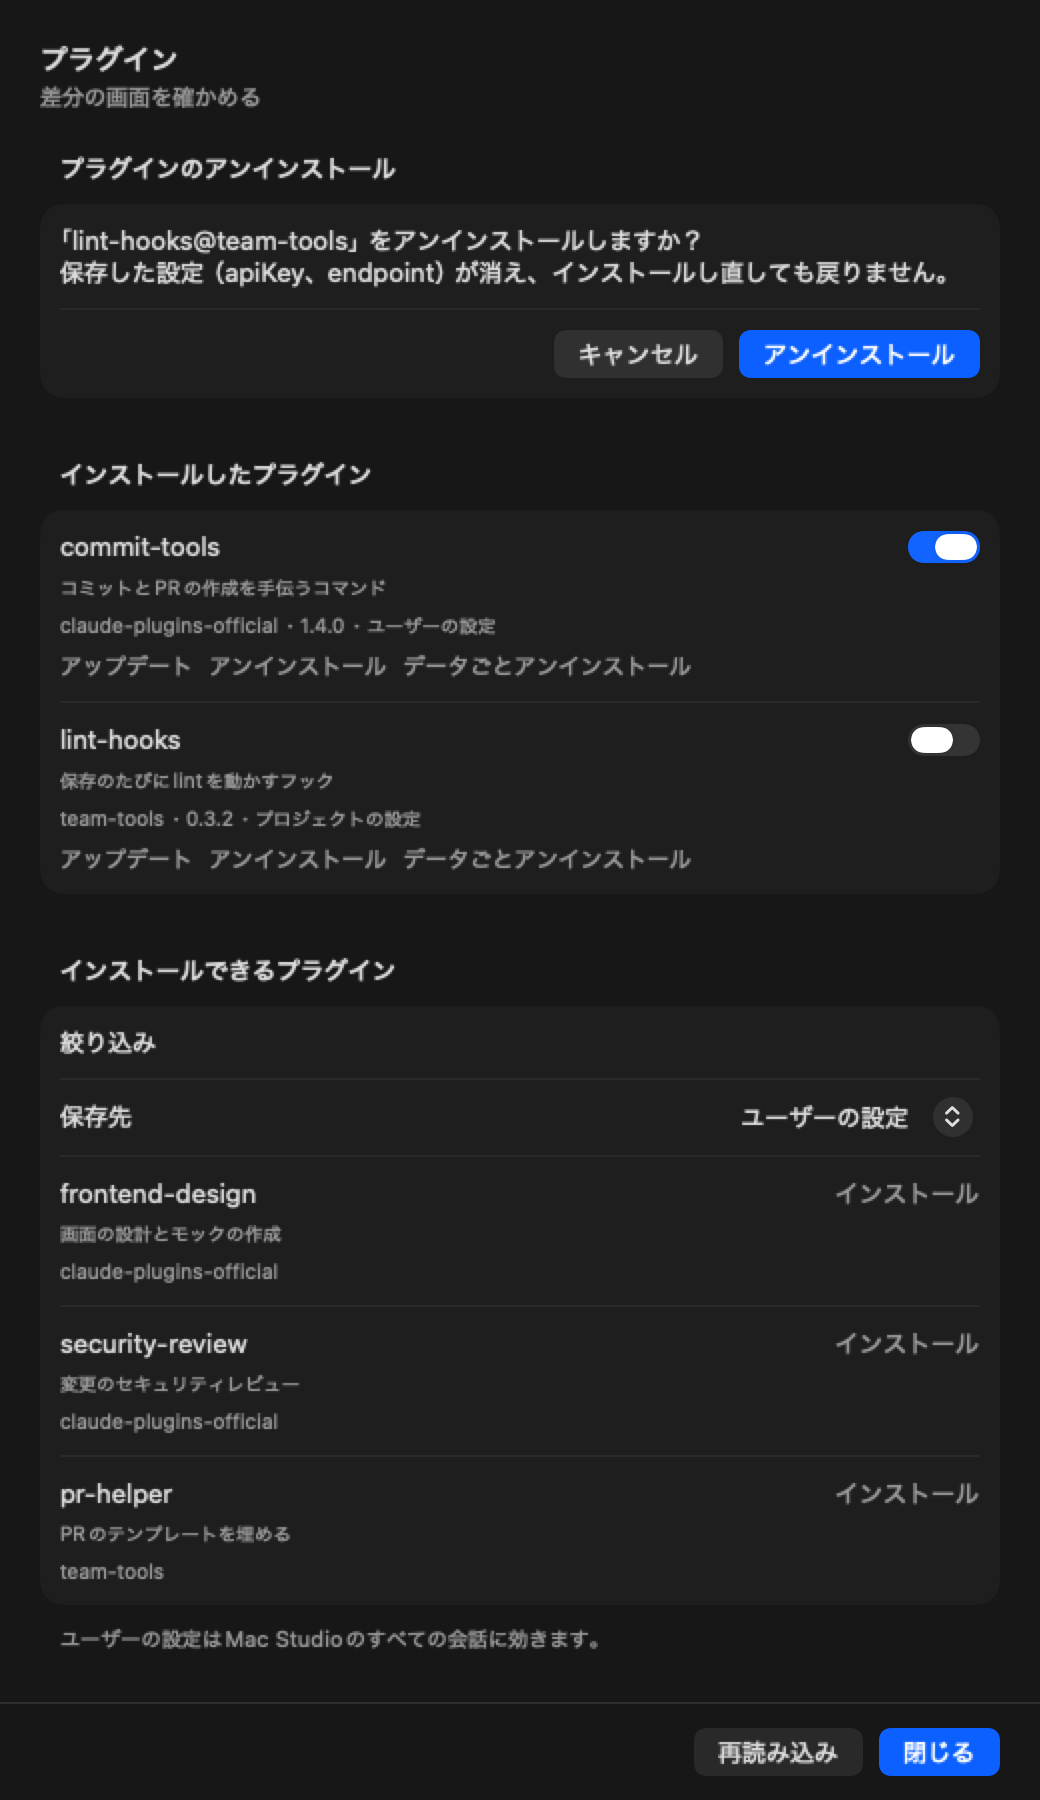 プラグイン
差分の画面を確かめる
プラグインのアンインストール
「lint-hooks@team-tools」をアンインストールしますか？
保存した設定（apiKey、endpoint）が消え、インストールし直しても戻りません。
キャンセル アンインストール
インストールしたプラグイン
commit-tools
コミットとPRの作成を手伝うコマンド
claude-plugins-official・1.4.0・ユーザーの設定
アップデート アンインストール データごとアンインストール
lint-hooks
保存のたびにlintを動かすフック
team-tools・0.3.2・プロジェクトの設定
アップデート アンインストール データごとアンインストール
インストールできるプラグイン
絞り込み
保存先 ユーザーの設定
frontend-design インストール
画面の設計とモックの作成
claude-plugins-official
security-review インストール
変更のセキュリティレビュー
claude-plugins-official
pr-helper インストール
PRのテンプレートを埋める
team-tools
ユーザーの設定はMac Studioのすべての会話に効きます。
再読み込み 閉じる